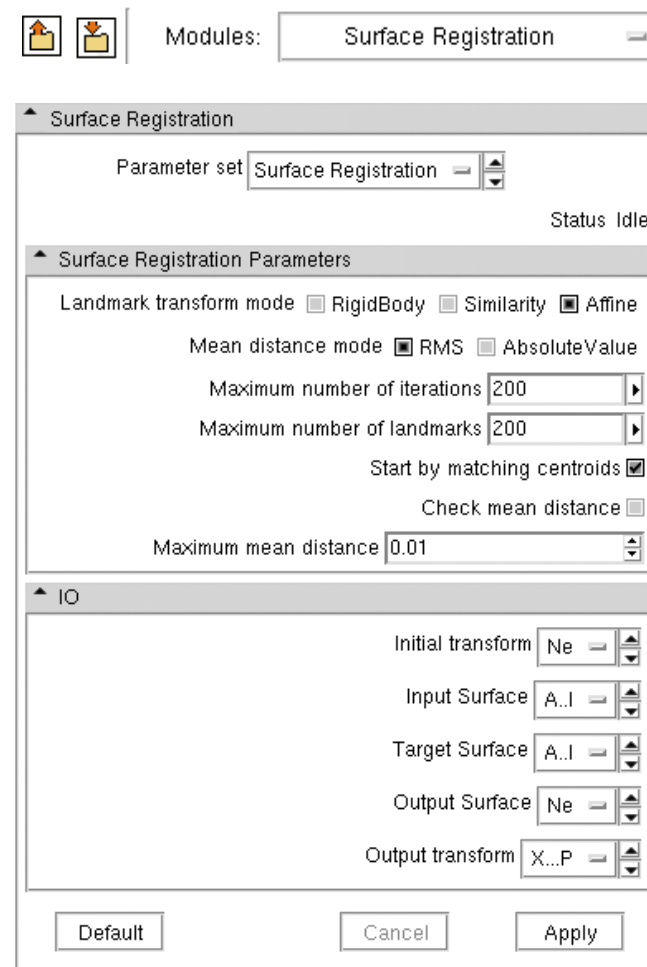 Modules: Surface Registration
Surface Registration
Parameter set Surface Registration
Status Idle
Surface Registration Parameters
Landmark transform mode RigidBody Similarity Affine
Mean distance mode RMS AbsoluteValue
Maximum number of iterations 200
Maximum number of landmarks 200
Start by matching centroids
Check mean distance
Maximum mean distance 0.01
IO
Initial transform Ne
Input Surface A..l
Target Surface A..l
Output Surface Ne
Output transform X...P
Default Cancel Apply